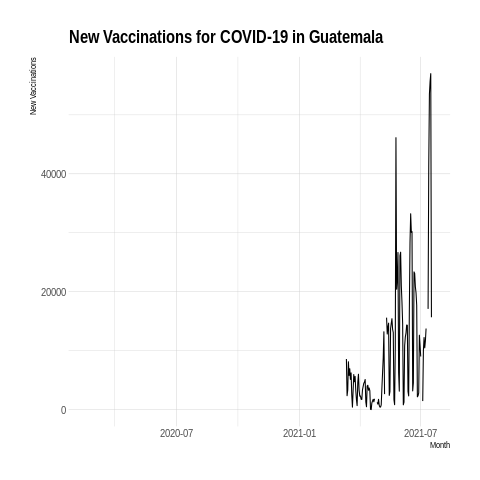 New Vaccinations for COVID-19 in Guatemala
New Vaccinations
40000
20000
0
2020-07
2021-01
2021-07
Month